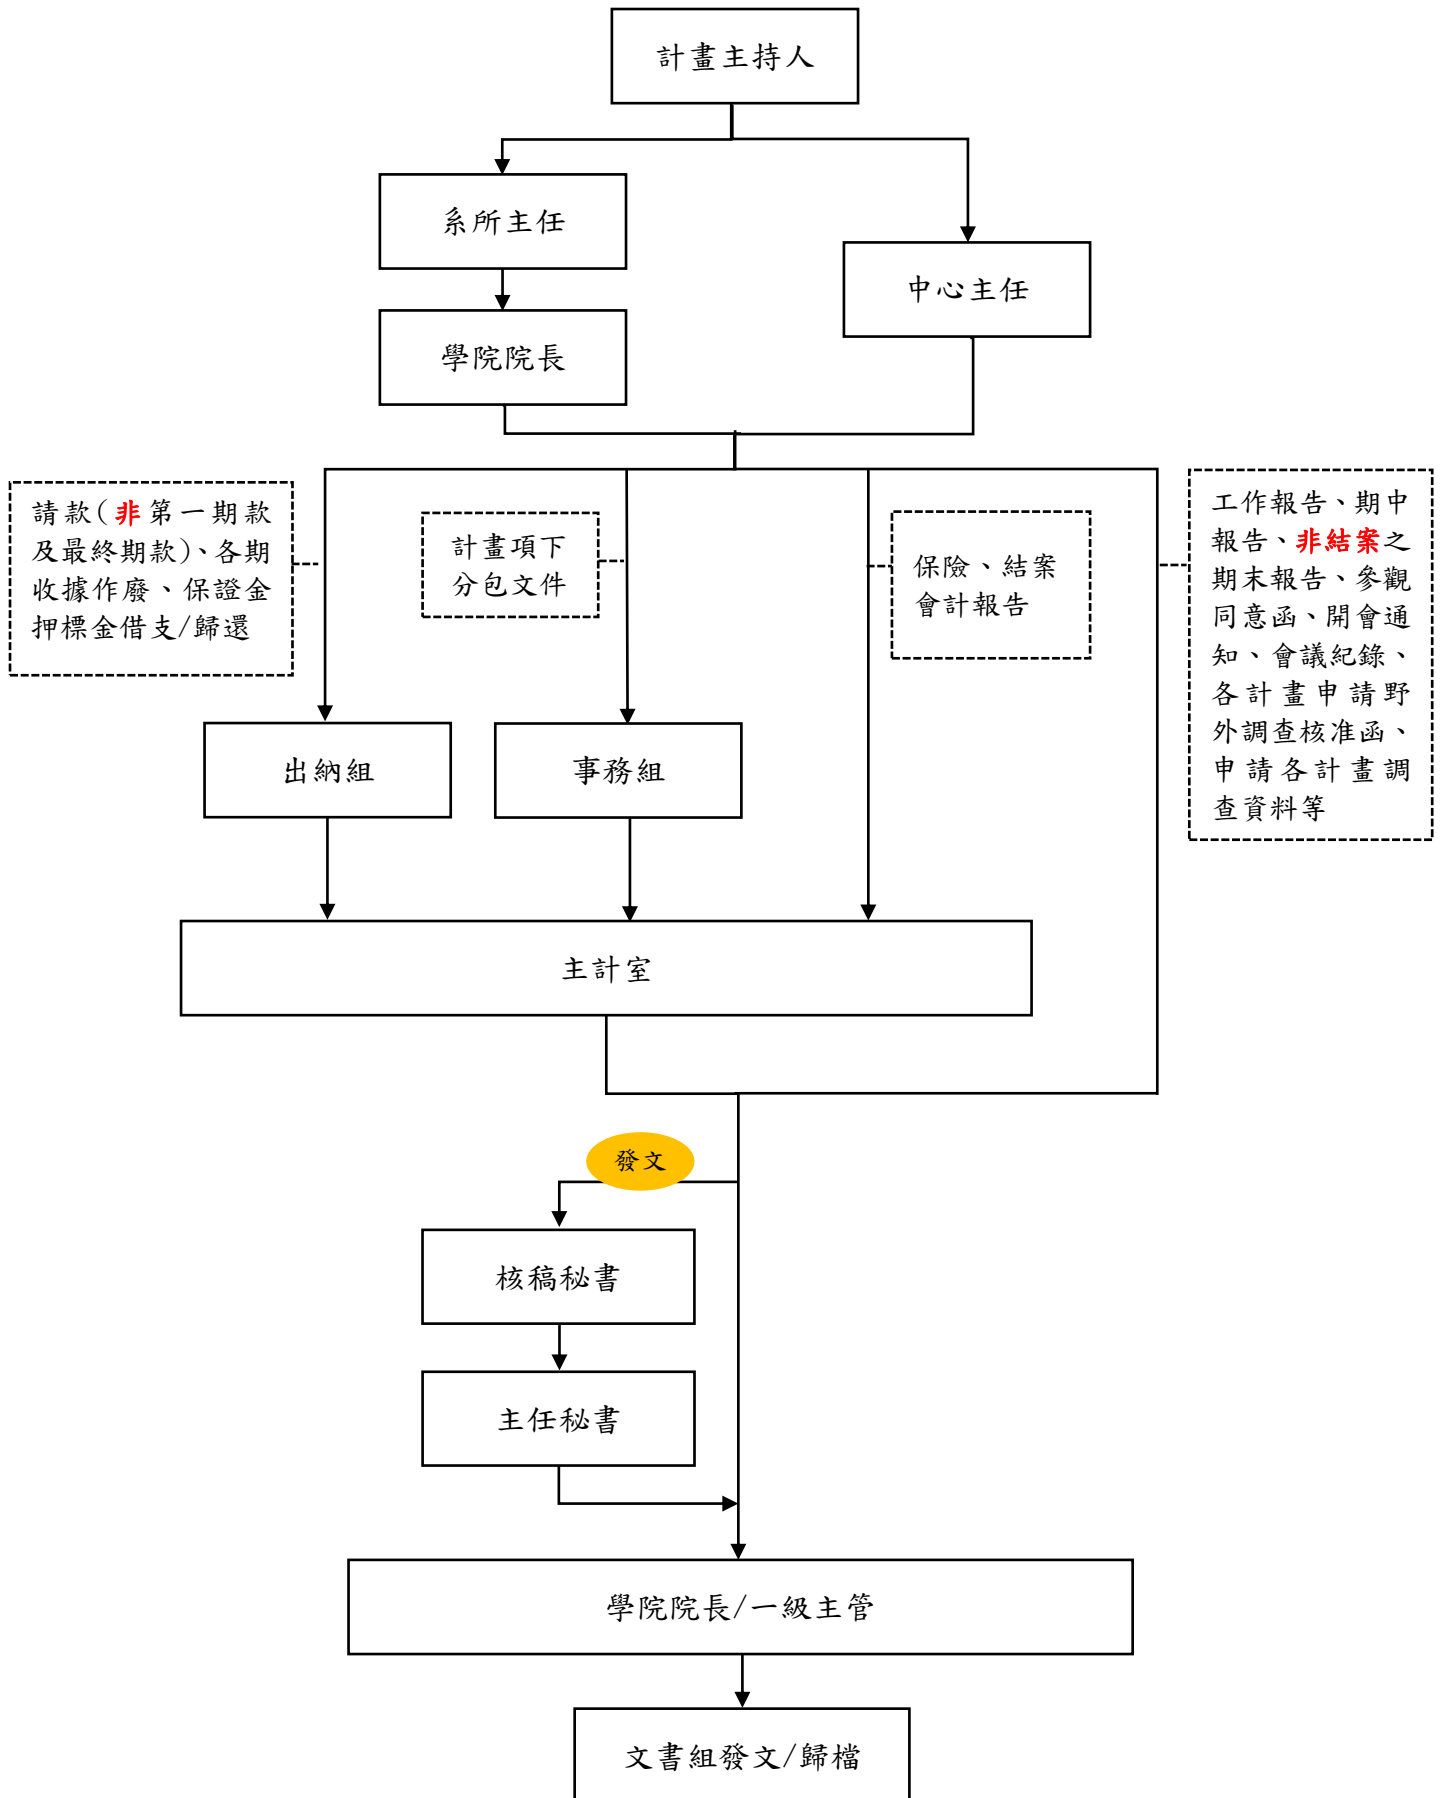 計畫主持人
系所主任
中心主任
學院院長
請款(非第一期款
及最終期款)、各期
收據作廢、保證金
押標金借支/歸還
計畫項下
分包文件
保險、結案
會計報告
工作報告、期中
報告、非結案之
期末報告、參觀
同意函、開會通
知、會議紀錄、
各計畫申請野
外調查核准函、
申請各計畫調
查資料等
出納組
事務組
主計室
發文
核稿秘書
主任秘書
學院院長/一級主管
文書組發文/歸檔